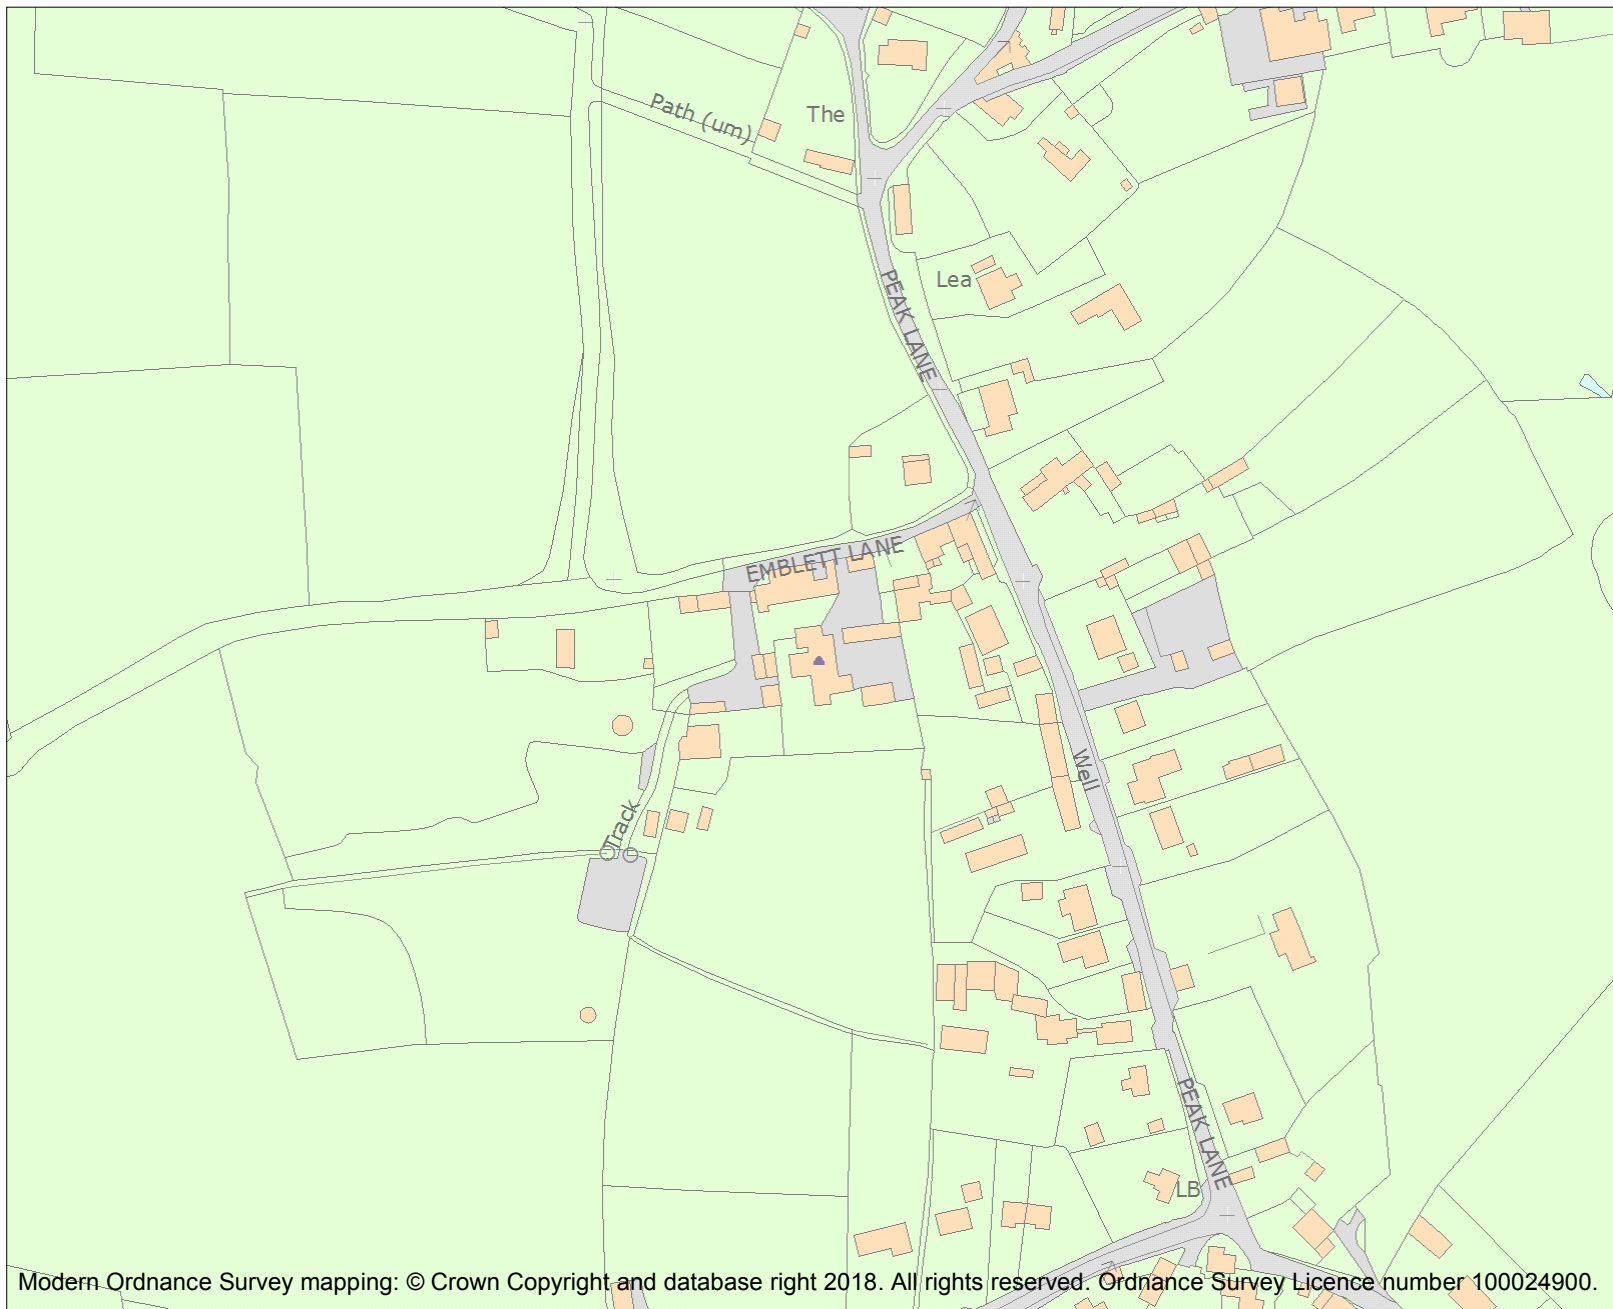 Path (um)
The
PEAK LANE
Lea
EMBLETT LANE
Well
Track
PEAK LANE
LB
Modern Ordnance Survey mapping: © Crown Copyright and database right 2018. All rights reserved. Ordnance Survey Licence number 100024900.